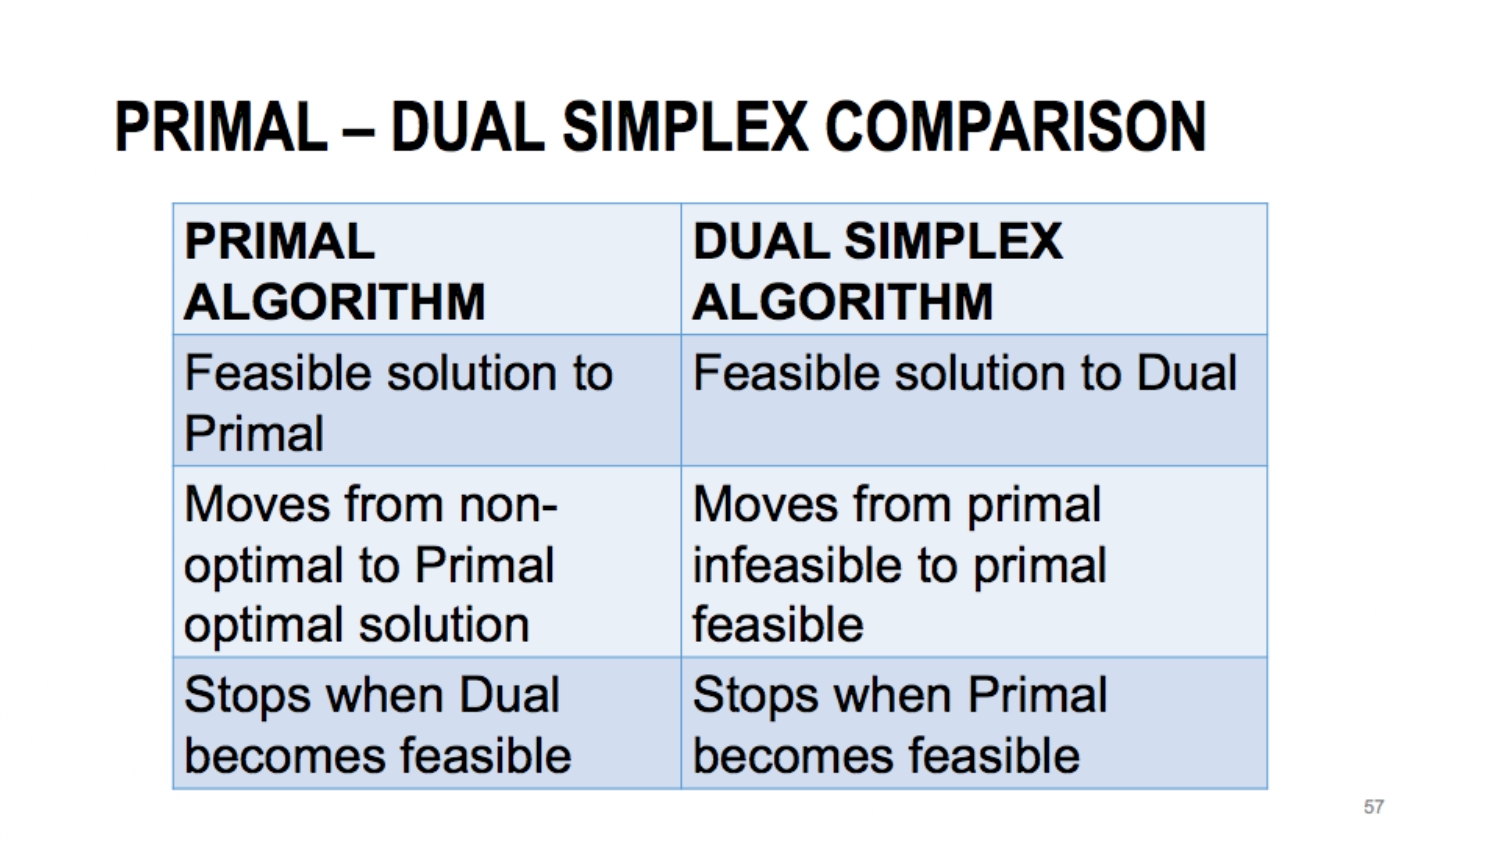 PRIMAL – DUAL SIMPLEX COMPARISON
PRIMAL
ALGORITHM
DUAL SIMPLEX
ALGORITHM
Feasible solution to
Primal
Feasible solution to Dual
Moves from non-
optimal to Primal
optimal solution
Moves from primal
infeasible to primal
feasible
Stops when Dual
becomes feasible
Stops when Primal
becomes feasible
57